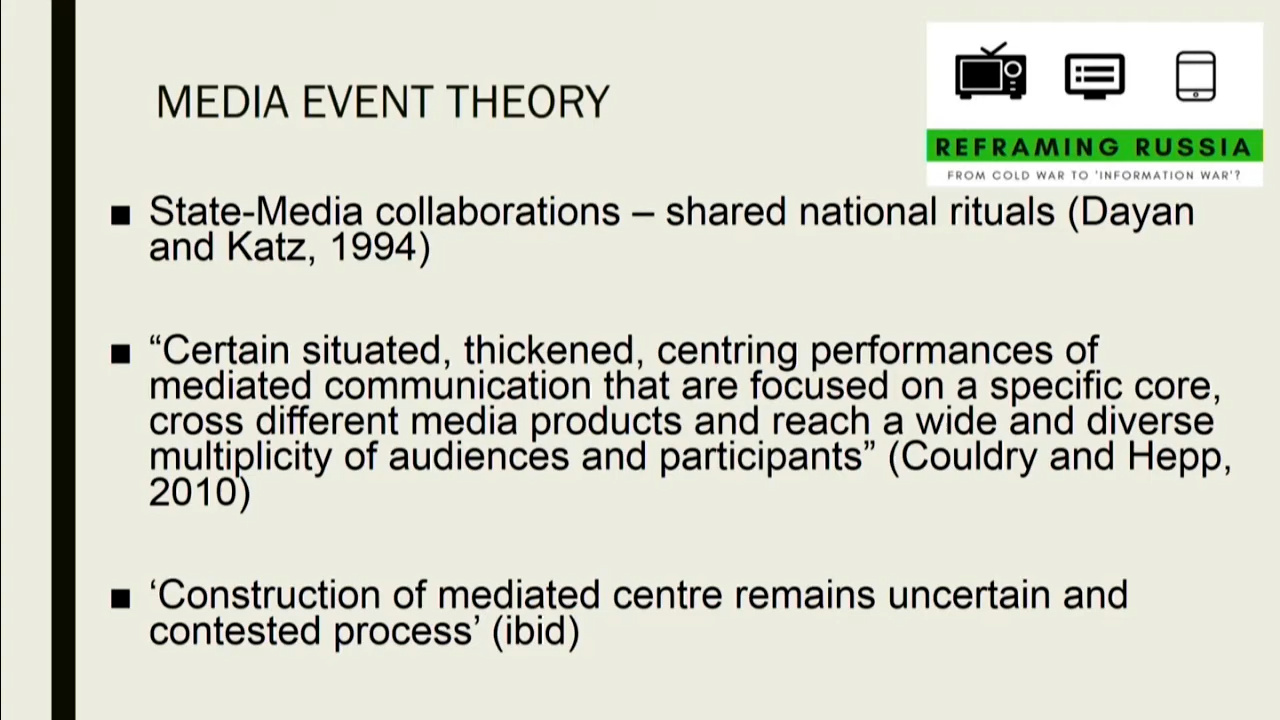 MEDIA EVENT THEORY
REFRAMING RUSSIA
FROM COLD WAR TO 'INFORMATION WAR'?
■ State-Media collaborations – shared national rituals (Dayan
and Katz, 1994)
■ “Certain situated, thickened, centring performances of
mediated communication that are focused on a specific core,
cross different media products and reach a wide and diverse
multiplicity of audiences and participants” (Couldry and Hepp,
2010)
■ ‘Construction of mediated centre remains uncertain and
contested process’ (ibid)